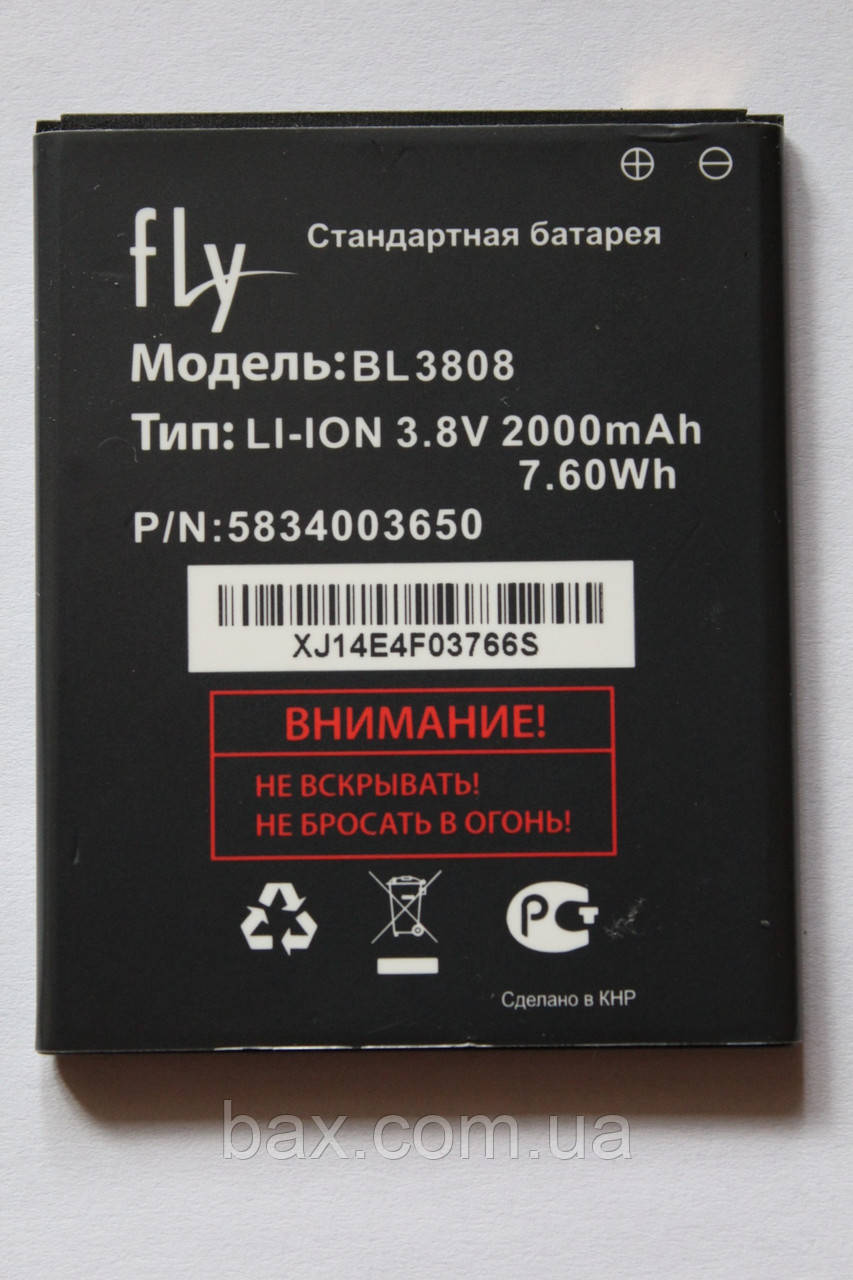 fly
Стандартная батарея
Модель: BL3808
Тип: LI-ION 3.8V 2000mAh
7.60Wh
P/N:5834003650
XJ14E4F03766S
ВНИМАНИЕ!
НЕ ВСКРЫВАТЬ!
НЕ БРОСАТЬ В ОГОНЬ!
РСТ
Сделано в КНР
bax.com.ua